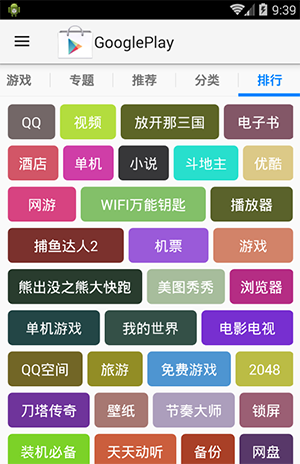 9:39
GooglePlay
游戏 专题 推荐 分类 排行
QQ 视频 放开那三国 电子书
酒店 单机 小说 斗地主 优酷
网游 WIFI万能钥匙 播放器
捕鱼达人2 机票 游戏
熊出没之熊大快跑 美图秀秀 浏览器
单机游戏 我的世界 电影电视
QQ空间 旅游 免费游戏 2048
刀塔传奇 壁纸 节奏大师 锁屏
装机必备 天天动听 备份 网盘